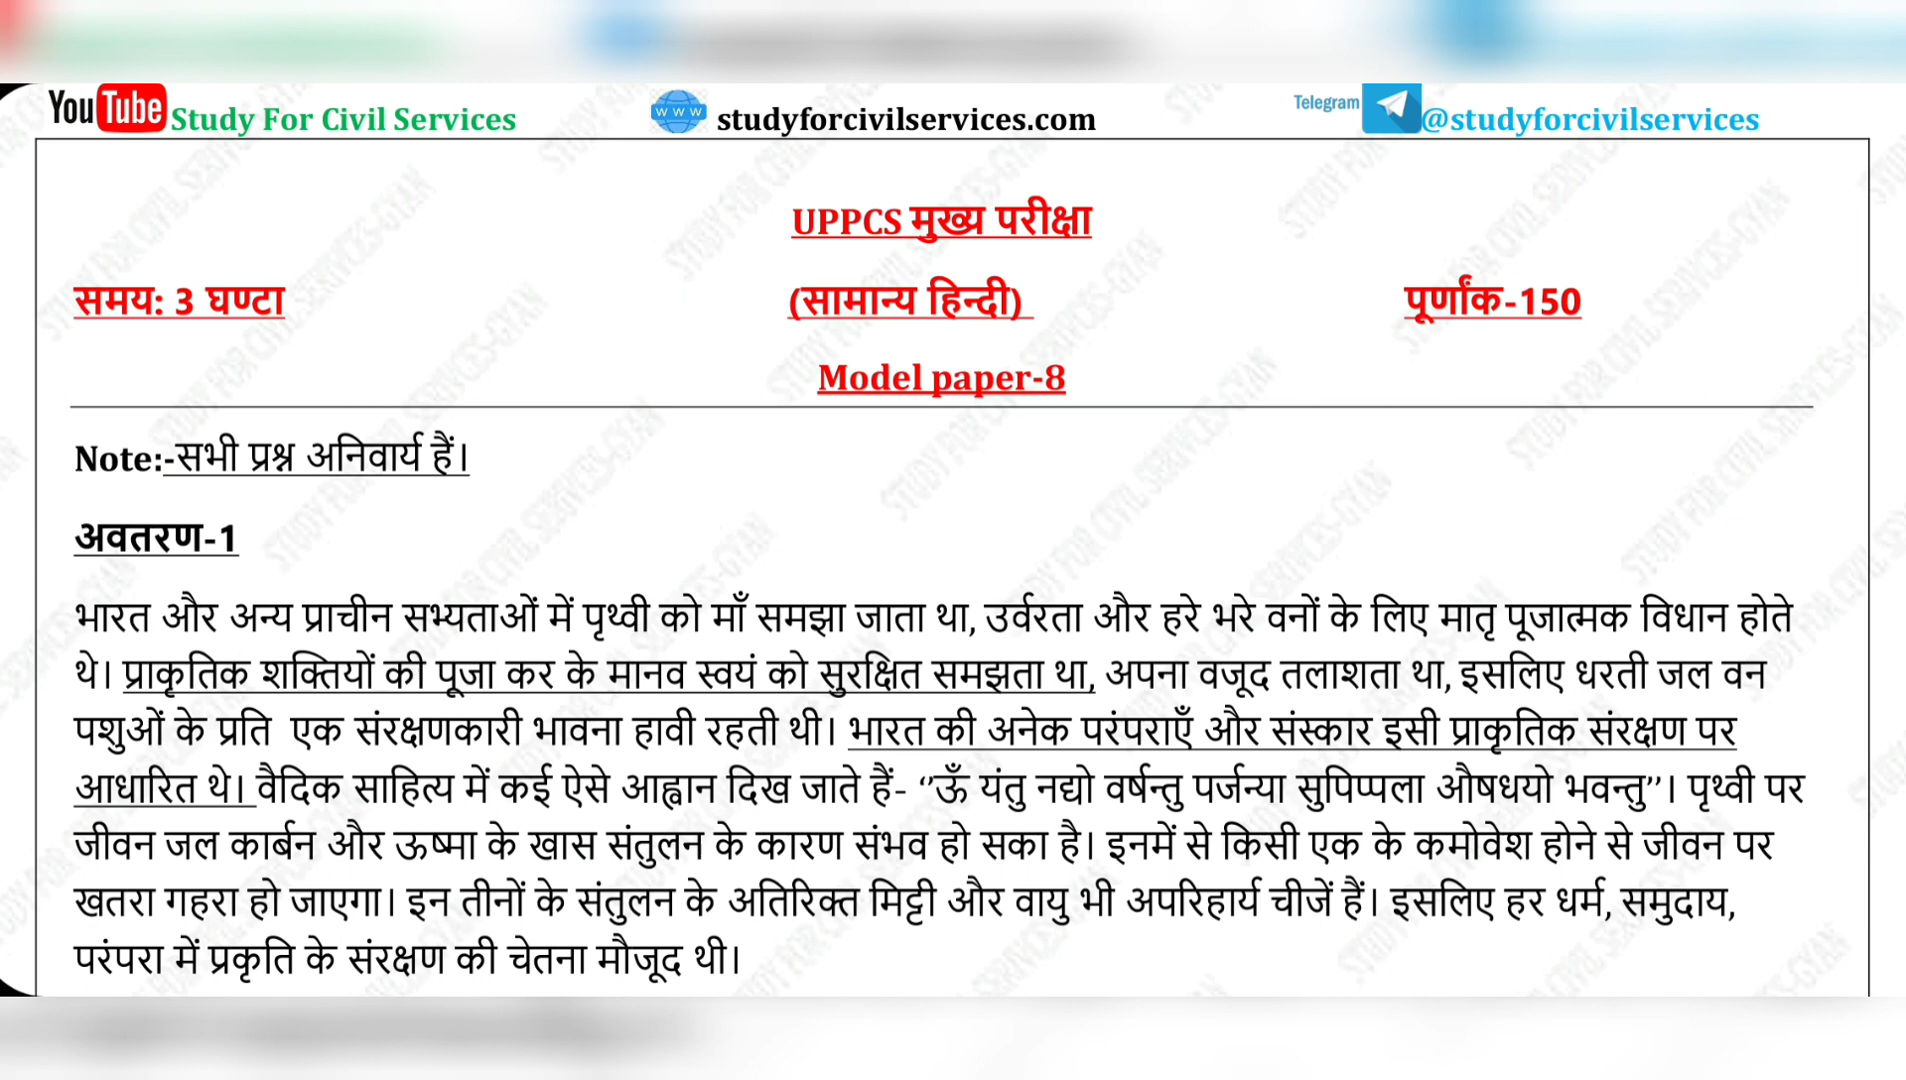 YouTube Study For Civil Services www studyforcivilservices.com Telegram @studyforcivilservices
UPPCS मुख्य परीक्षा
समय: 3 घण्टा (सामान्य हिन्दी) पूर्णांक-150
Model paper-8
Note:-सभी प्रश्न अनिवार्य हैं।
अवतरण-1
भारत और अन्य प्राचीन सभ्यताओं में पृथ्वी को माँ समझा जाता था, उर्वरता और हरे भरे वनों के लिए मातृ पूजात्मक विधान होते
थे। प्राकृतिक शक्तियों की पूजा कर के मानव स्वयं को सुरक्षित समझता था, अपना वजूद तलाशता था, इसलिए धरती जल वन
पशुओं के प्रति एक संरक्षणकारी भावना हावी रहती थी। भारत की अनेक परंपराएँ और संस्कार इसी प्राकृतिक संरक्षण पर
आधारित थे। वैदिक साहित्य में कई ऐसे आह्वान दिख जाते हैं- ‘‘ऊँ यंतु नद्यो वर्षन्तु पर्जन्या सुपिप्पला औषधयो भवन्तु’’। पृथ्वी पर
जीवन जल कार्बन और ऊष्मा के खास संतुलन के कारण संभव हो सका है। इनमें से किसी एक के कमोवेश होने से जीवन पर
खतरा गहरा हो जाएगा। इन तीनों के संतुलन के अतिरिक्त मिट्टी और वायु भी अपरिहार्य चीजें हैं। इसलिए हर धर्म, समुदाय,
परंपरा में प्रकृति के संरक्षण की चेतना मौजूद थी।